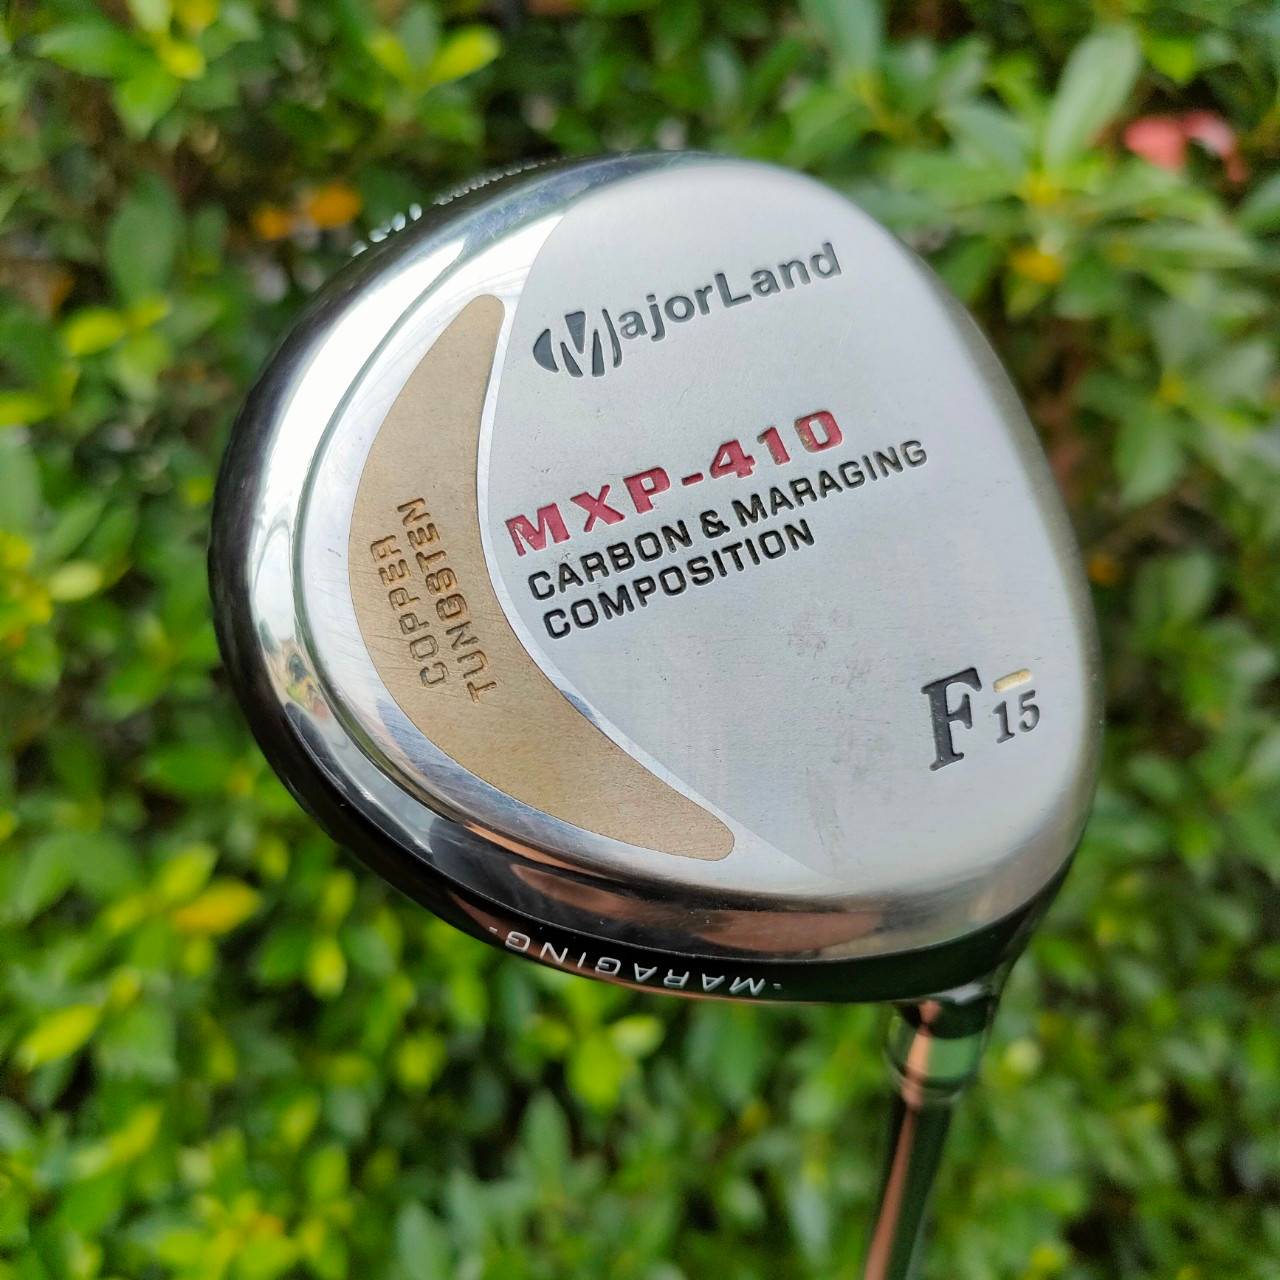 MajorLand
MXP-410
CARBON & MARAGING
COMPOSITION
COPPER
TUNGSTEN
F-15
-MARAGING-